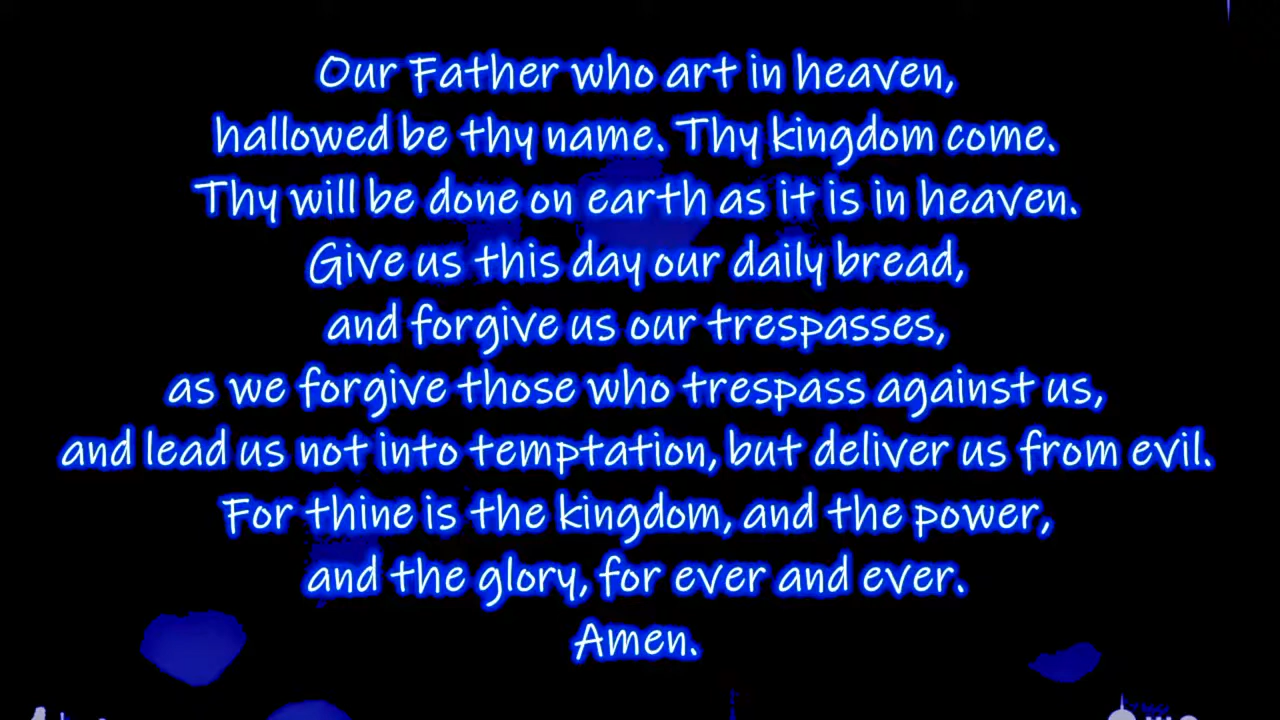 Our Father who art in heaven,
hallowed be thy name. Thy kingdom come.
Thy will be done on earth as it is in heaven.
Give us this day our daily bread,
and forgive us our trespasses,
as we forgive those who trespass against us,
and lead us not into temptation, but deliver us from evil.
For thine is the kingdom, and the power,
and the glory, for ever and ever.
Amen.